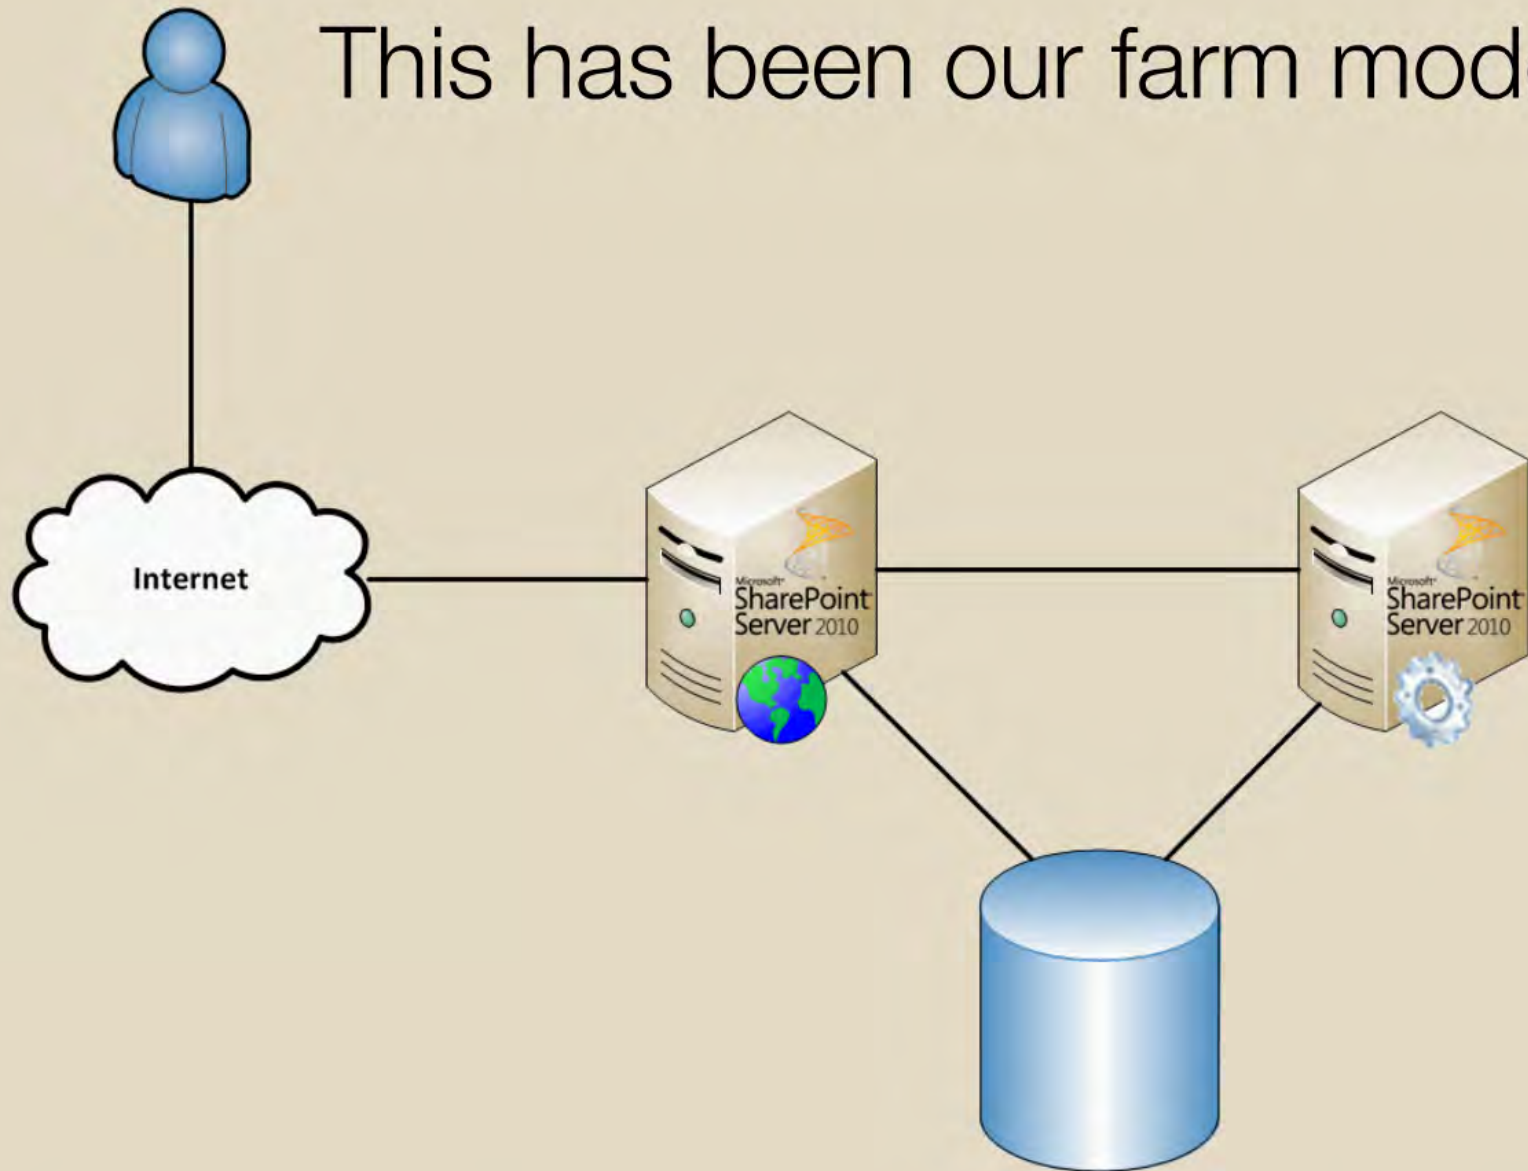 This has been our farm mod
Internet
Microsoft®
SharePoint
Server 2010
Microsoft®
SharePoint
Server 2010